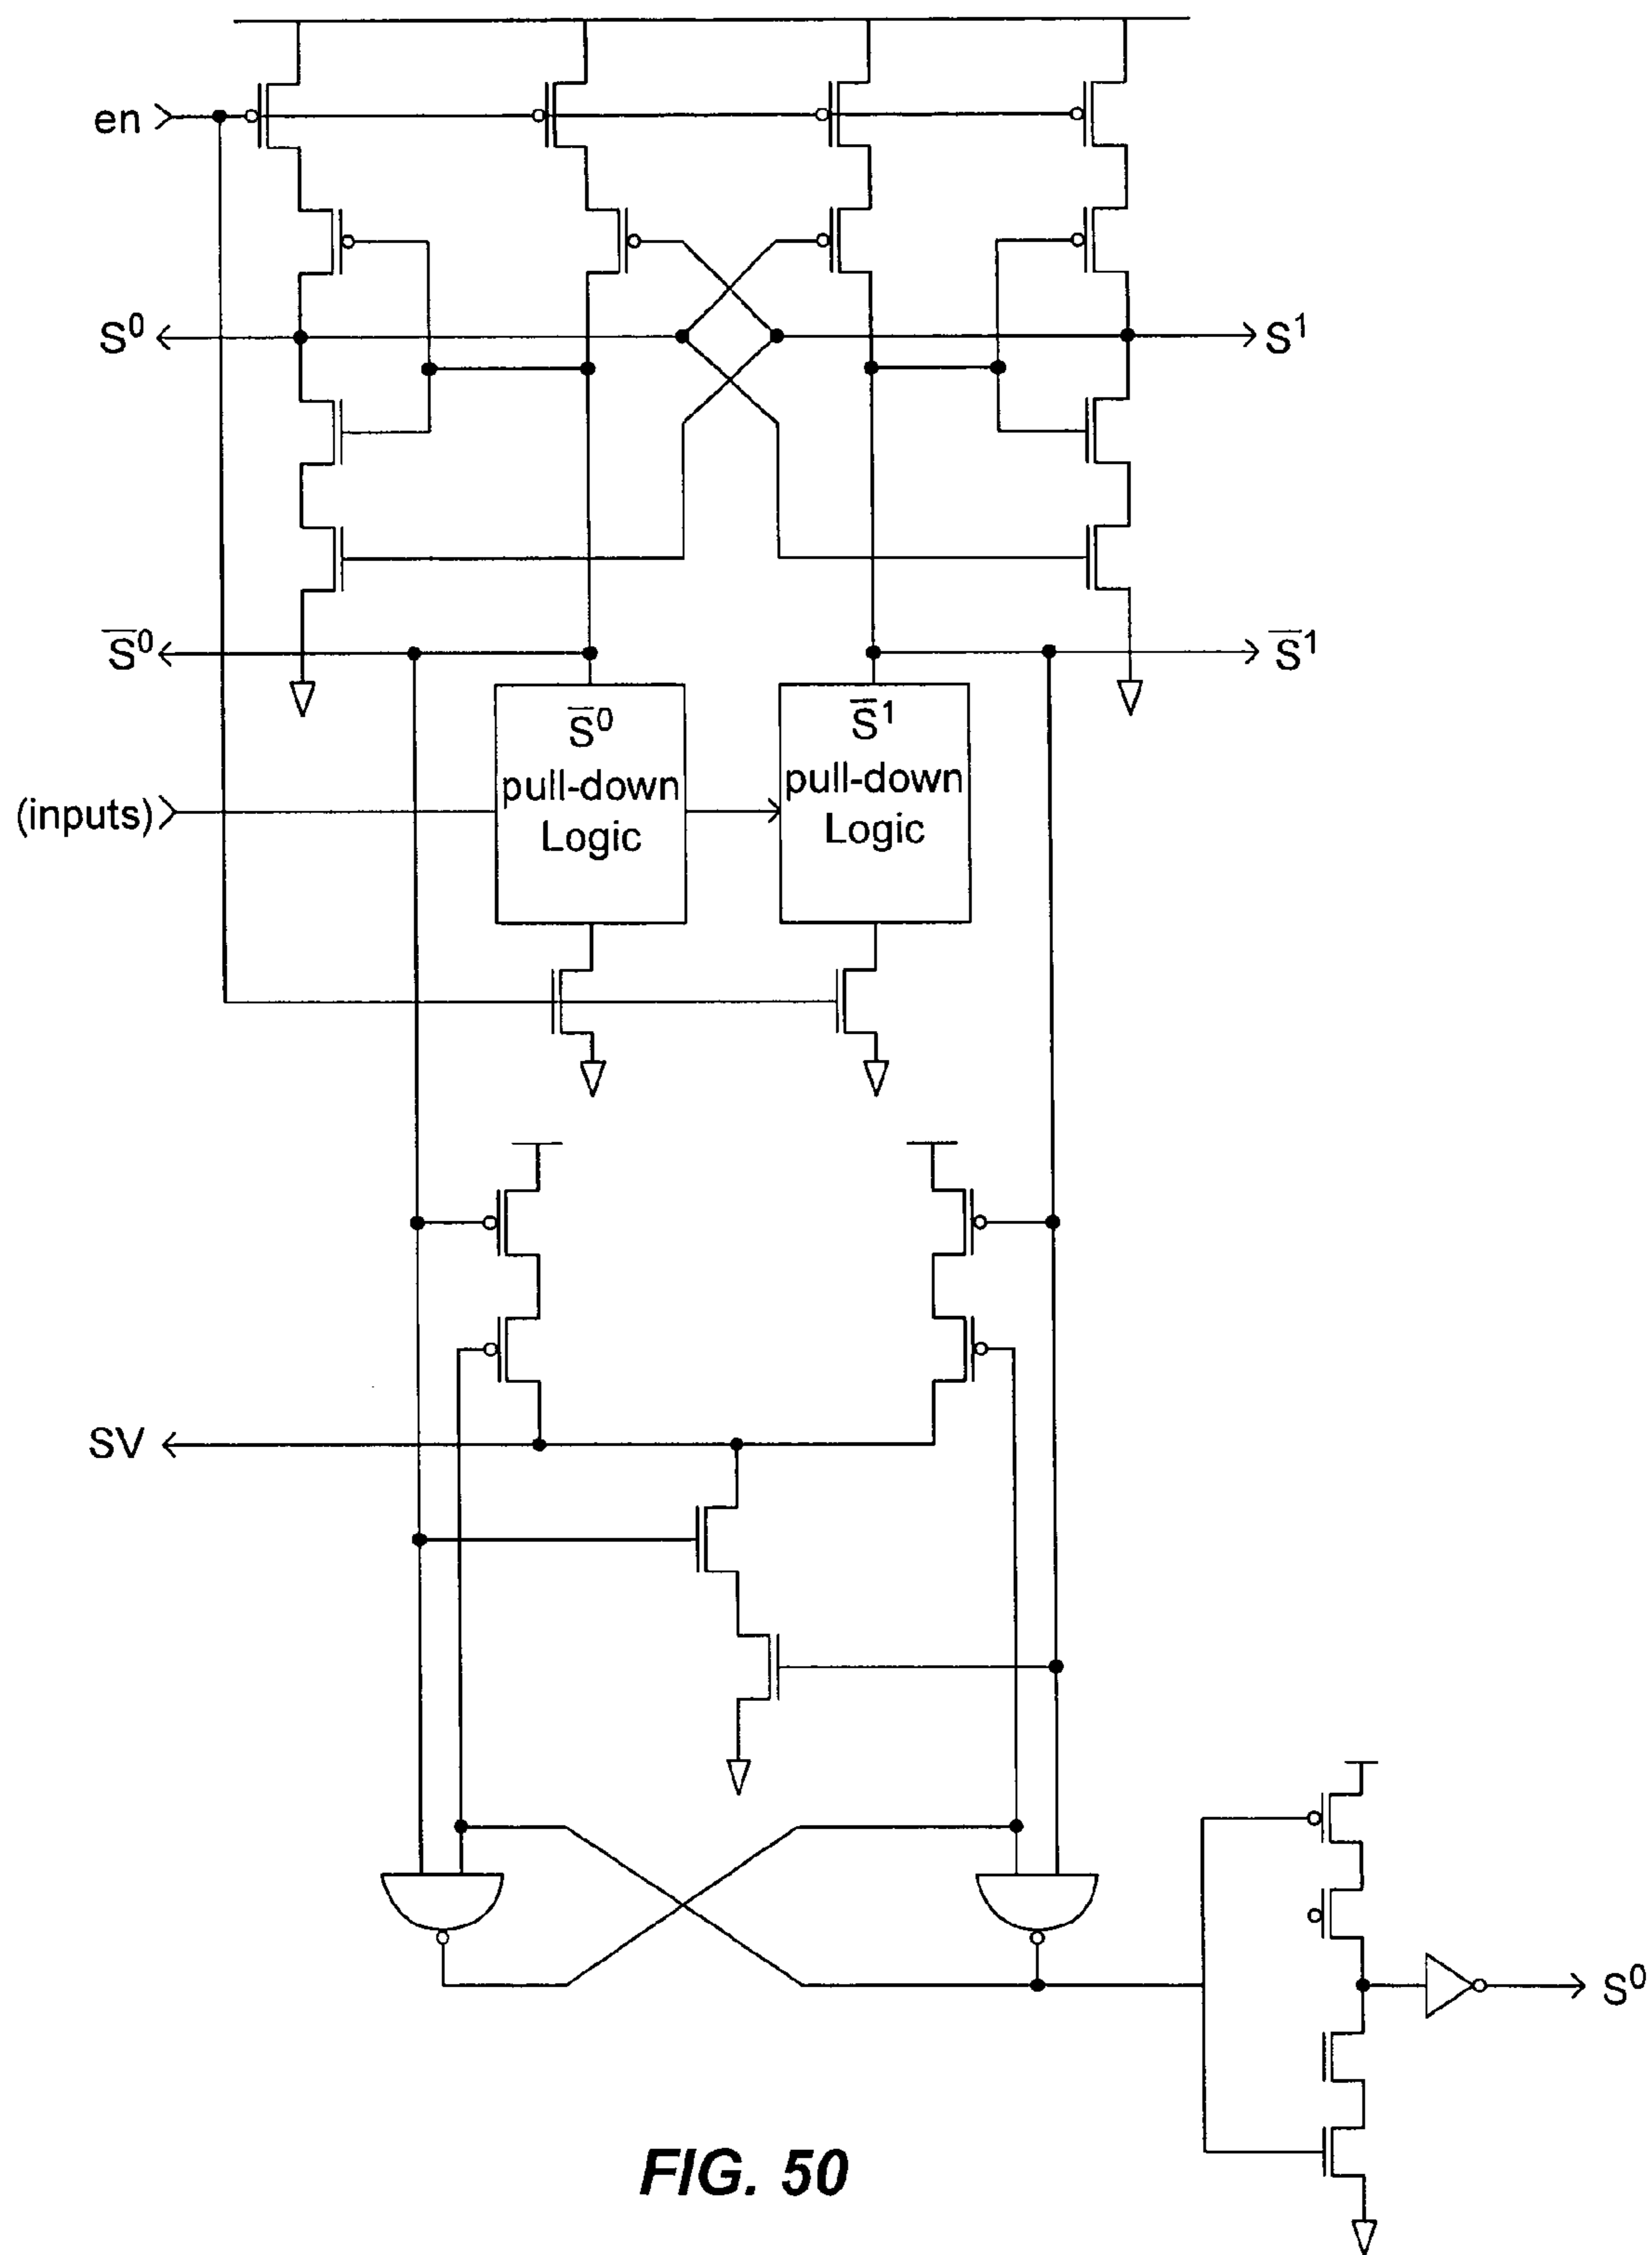 en
S⁰
S¹
S̅⁰
S̅¹
S̅⁰
pull-down
Logic
S̅¹
pull-down
Logic
(inputs)
SV
S⁰
FIG. 50